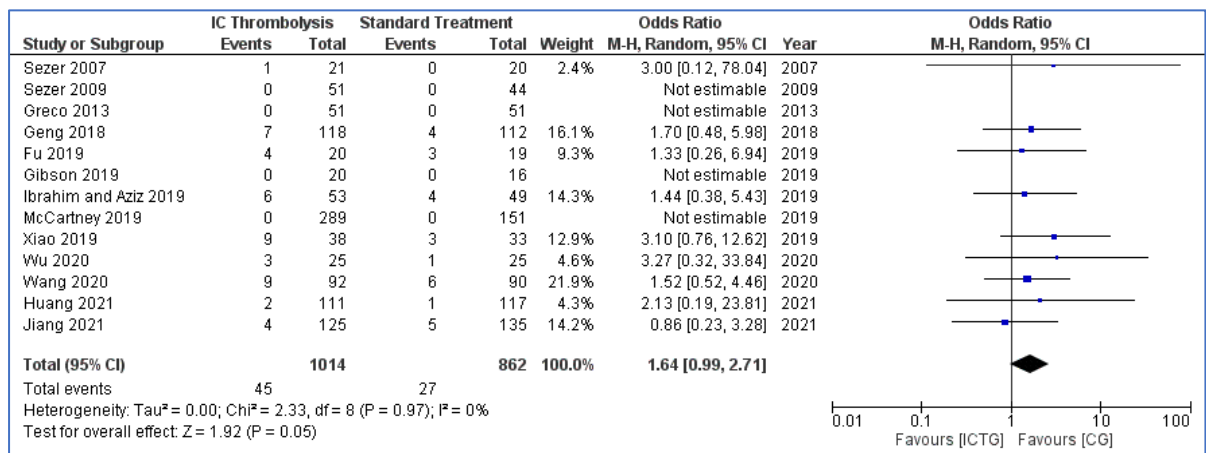 IC Thrombolysis Standard Treatment Odds Ratio Odds Ratio
Study or Subgroup Events Total Events Total Weight M-H, Random, 95% CI Year M-H, Random, 95% CI
Sezer 2007 1 21 0 20 2.4% 3.00 [0.12, 78.04] 2007
Sezer 2009 0 51 0 44 Not estimable 2009
Greco 2013 0 51 0 51 Not estimable 2013
Geng 2018 7 118 4 112 16.1% 1.70 [0.48, 5.98] 2018
Fu 2019 4 20 3 19 9.3% 1.33 [0.26, 6.94] 2019
Gibson 2019 0 20 0 16 Not estimable 2019
Ibrahim and Aziz 2019 6 53 4 49 14.3% 1.44 [0.38, 5.43] 2019
McCartney 2019 0 289 0 151 Not estimable 2019
Xiao 2019 9 38 3 33 12.9% 3.10 [0.76, 12.62] 2019
Wu 2020 3 25 1 25 4.6% 3.27 [0.32, 33.84] 2020
Wang 2020 9 92 6 90 21.9% 1.52 [0.52, 4.46] 2020
Huang 2021 2 111 1 117 4.3% 2.13 [0.19, 23.81] 2021
Jiang 2021 4 125 5 135 14.2% 0.86 [0.23, 3.28] 2021
Total (95% CI) 1014 862 100.0% 1.64 [0.99, 2.71]
Total events 45 27
Heterogeneity: Tau² = 0.00; Chi² = 2.33, df = 8 (P = 0.97); I² = 0%
Test for overall effect: Z = 1.92 (P = 0.05)
0.01 0.1 1 10 100
Favours [ICTG] Favours [CG]